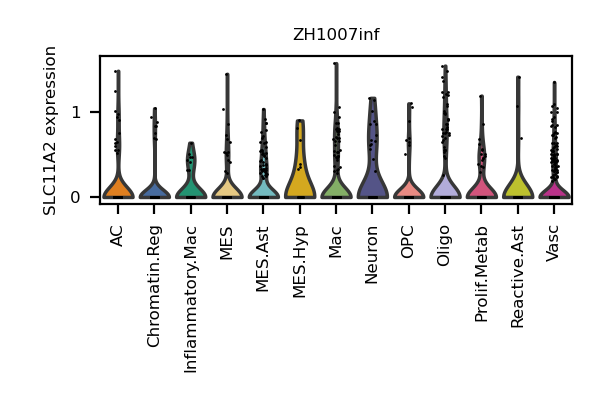 ZH1007inf
SLC11A2 expression
1
0
AC
Chromatin.Reg
Inflammatory.Mac
MES
MES.Ast
MES.Hyp
Mac
Neuron
OPC
Oligo
Prolif.Metab
Reactive.Ast
Vasc